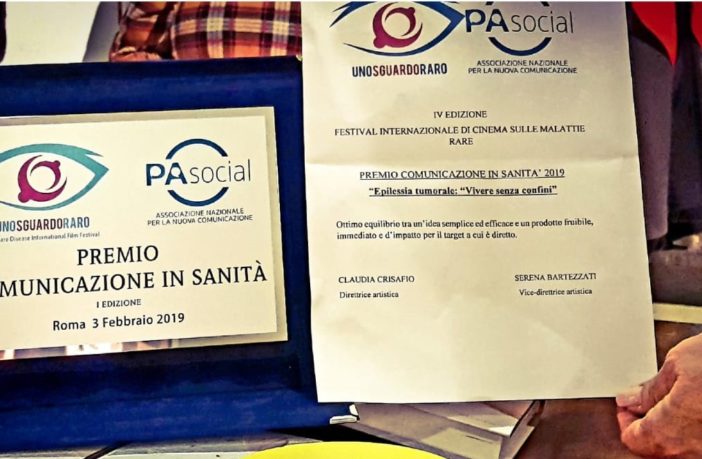 UNOSGUARDORARO
Rare Disease International Film Festival
PAsocial
ASSOCIAZIONE NAZIONALE
PER LA NUOVA COMUNICAZIONE
PREMIO
OMUNICAZIONE IN SANITÀ
I EDIZIONE
Roma 3 Febbraio 2019
UNOSGUARDORARO
PAsocial
ASSOCIAZIONE NAZIONALE
PER LA NUOVA COMUNICAZIONE
IV EDIZIONE
FESTIVAL INTERNAZIONALE DI CINEMA SULLE MALATTIE
RARE
PREMIO COMUNICAZIONE IN SANITA' 2019
"Epilessia tumorale: "Vivere senza confini"
Ottimo equilibrio tra un'idea semplice ed efficace e un prodotto fruibile,
immediato e d'impatto per il target a cui è diretto.
CLAUDIA CRISAFIO
Direttrice artistica
SERENA BARTEZZATI
Vice-direttrice artistica